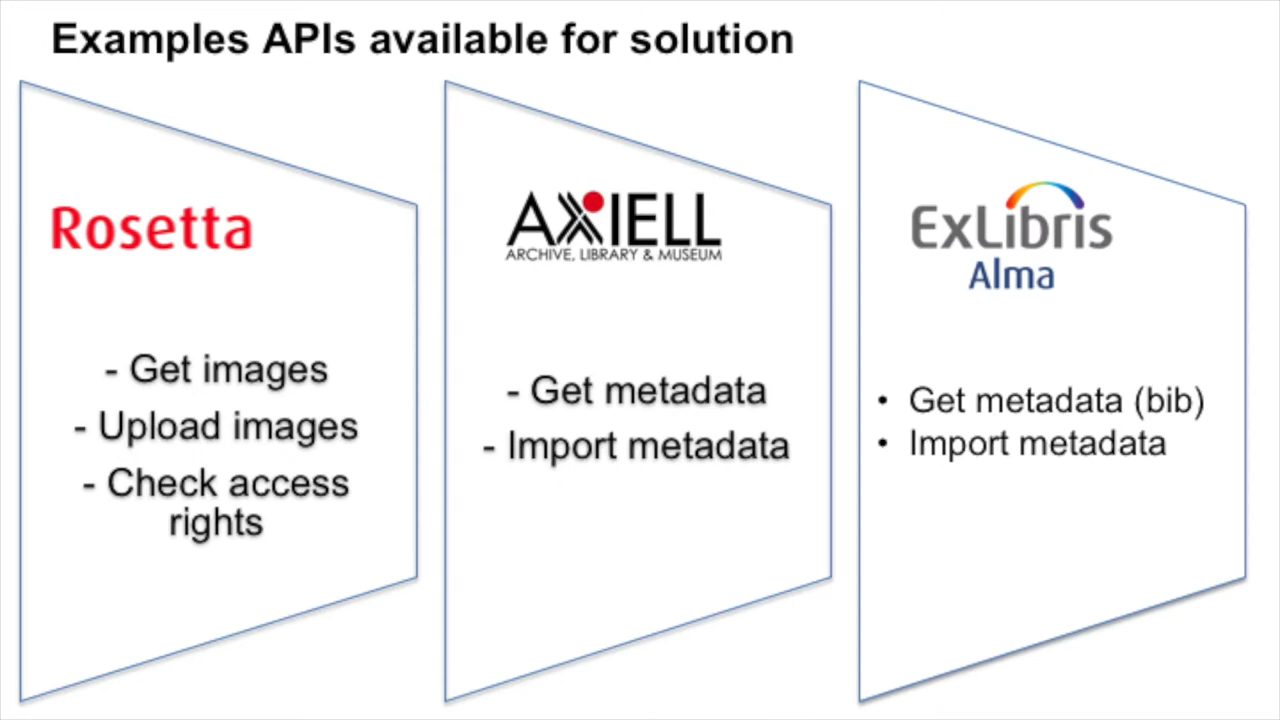 Examples APIs available for solution
Rosetta
- Get images
- Upload images
- Check access
rights
AXIELL
ARCHIVE, LIBRARY & MUSEUM
- Get metadata
- Import metadata
ExLibris
Alma
• Get metadata (bib)
• Import metadata